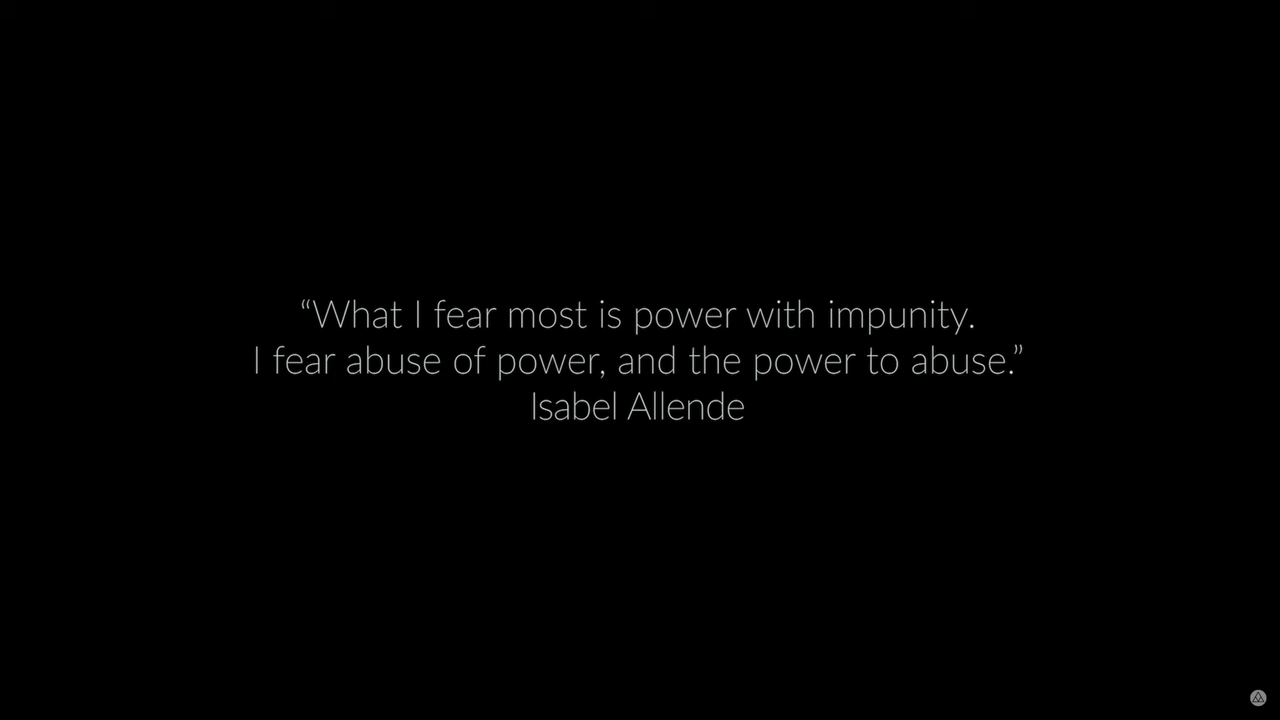 “What I fear most is power with impunity.
I fear abuse of power, and the power to abuse.”
Isabel Allende